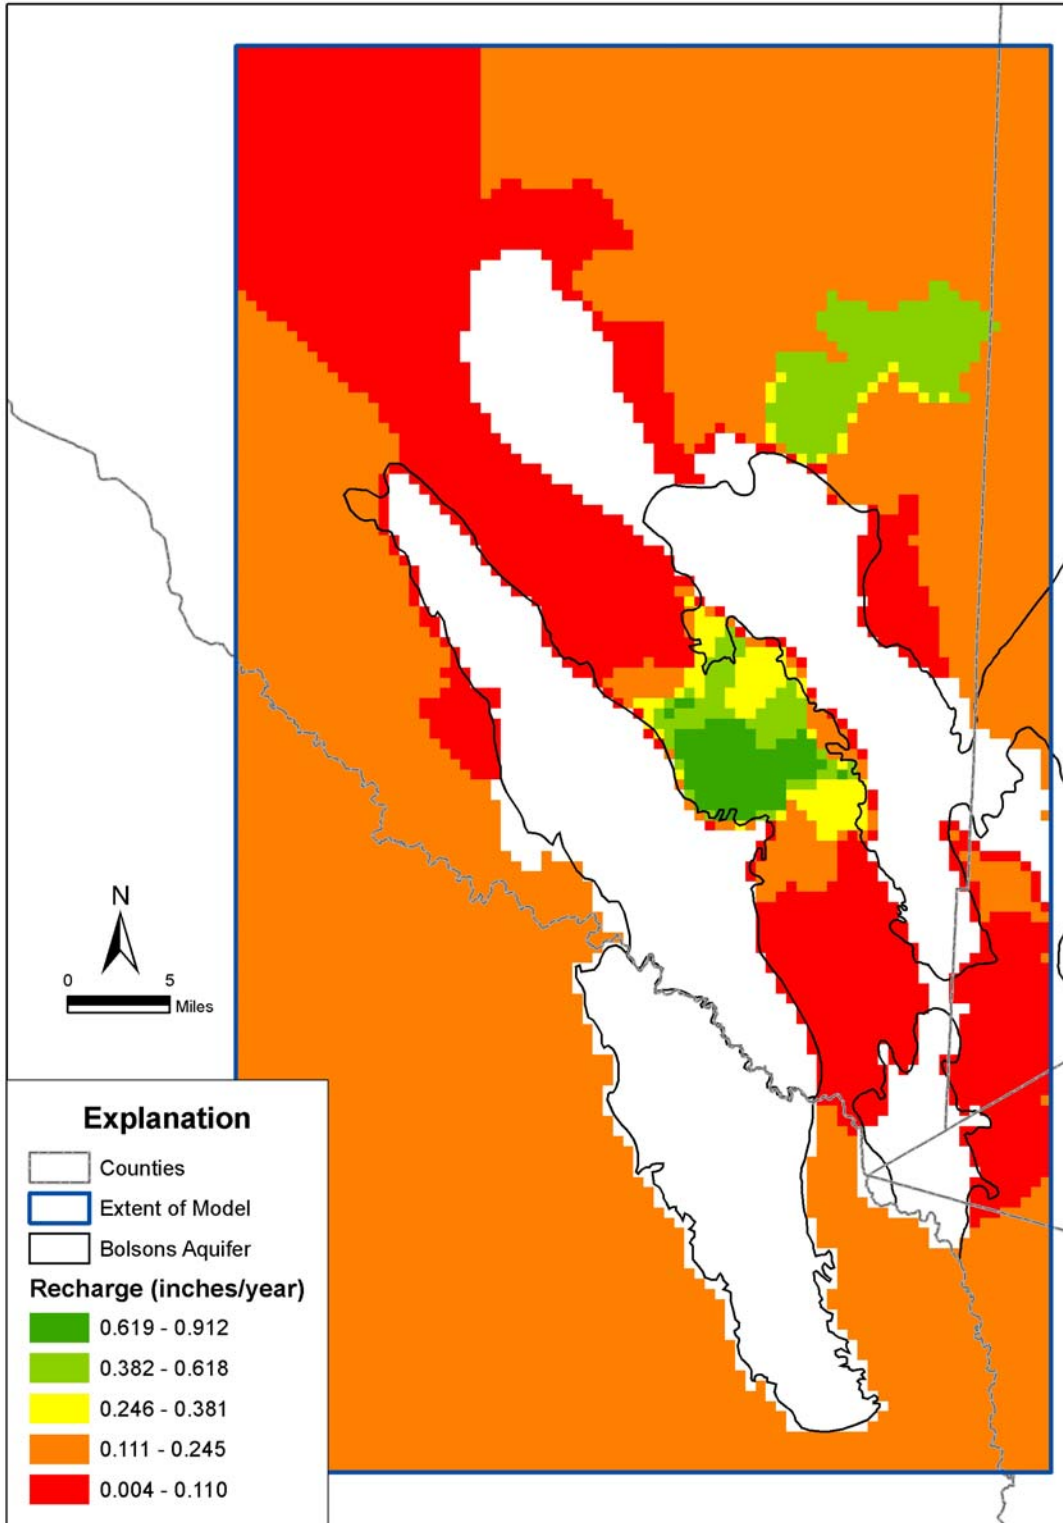 N
0 5
Miles
Explanation
Counties
Extent of Model
Bolsons Aquifer
Recharge (inches/year)
0.619 - 0.912
0.382 - 0.618
0.246 - 0.381
0.111 - 0.245
0.004 - 0.110